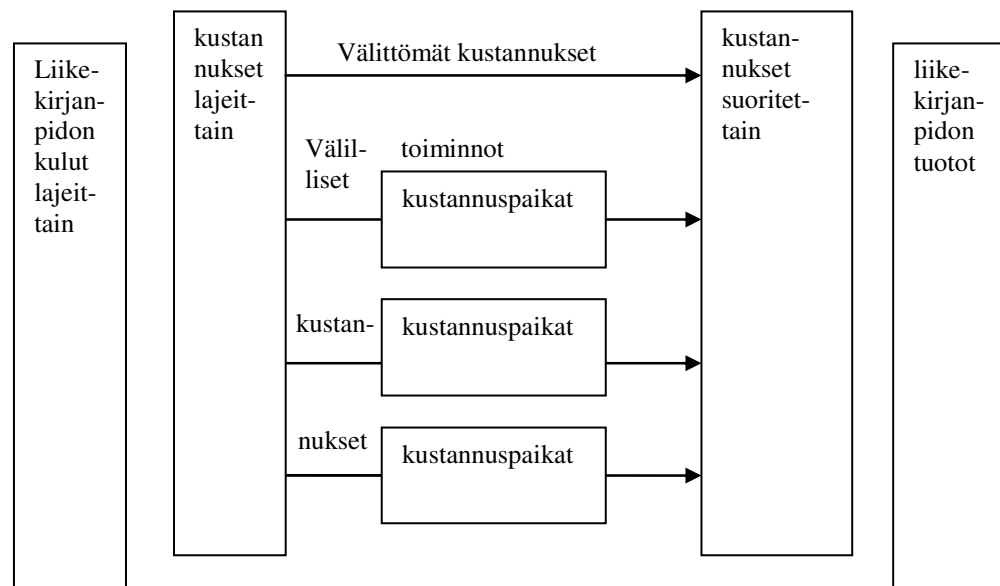 Liike-
kirjan-
pidon
kulut
lajeit-
tain
kustan
nukset
lajeit-
tain
Välittömät kustannukset
Välil-
liset
toiminnot
kustannuspaikat
kustan-
kustannuspaikat
nukset
kustannuspaikat
kustan-
nukset
suoritet-
tain
liike-
kirjan-
pidon
tuotot